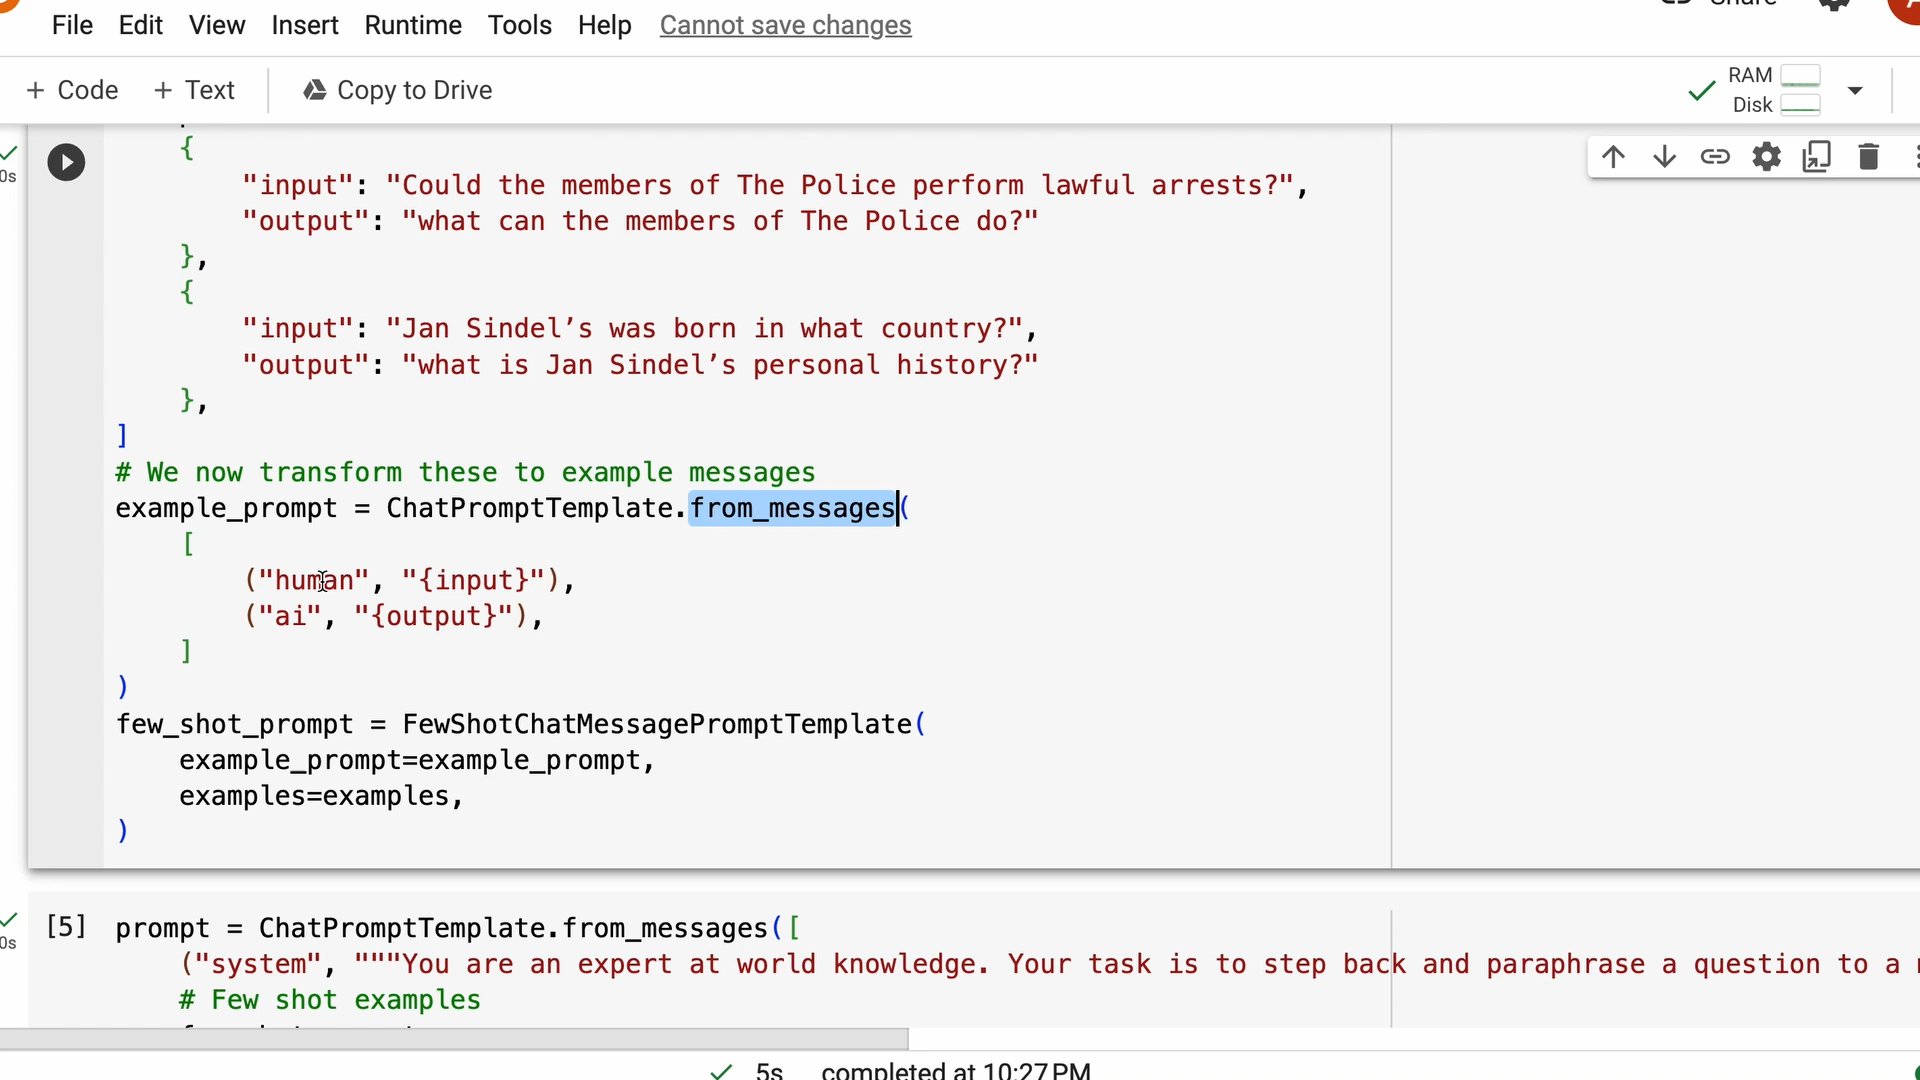 Share
File Edit View Insert Runtime Tools Help Cannot save changes
+ Code + Text Copy to Drive
RAM
Disk
{
0s
"input": "Could the members of The Police perform lawful arrests?",
"output": "what can the members of The Police do?"
},
{
"input": "Jan Sindel’s was born in what country?",
"output": "what is Jan Sindel’s personal history?"
},
]
# We now transform these to example messages
example_prompt = ChatPromptTemplate.from_messages(
[
("human", "{input}"),
("ai", "{output}"),
]
)
few_shot_prompt = FewShotChatMessagePromptTemplate(
example_prompt=example_prompt,
examples=examples,
)
[5] prompt = ChatPromptTemplate.from_messages([
0s
("system", """You are an expert at world knowledge. Your task is to step back and paraphrase a question to a
# Few shot examples
5s completed at 10:27 PM